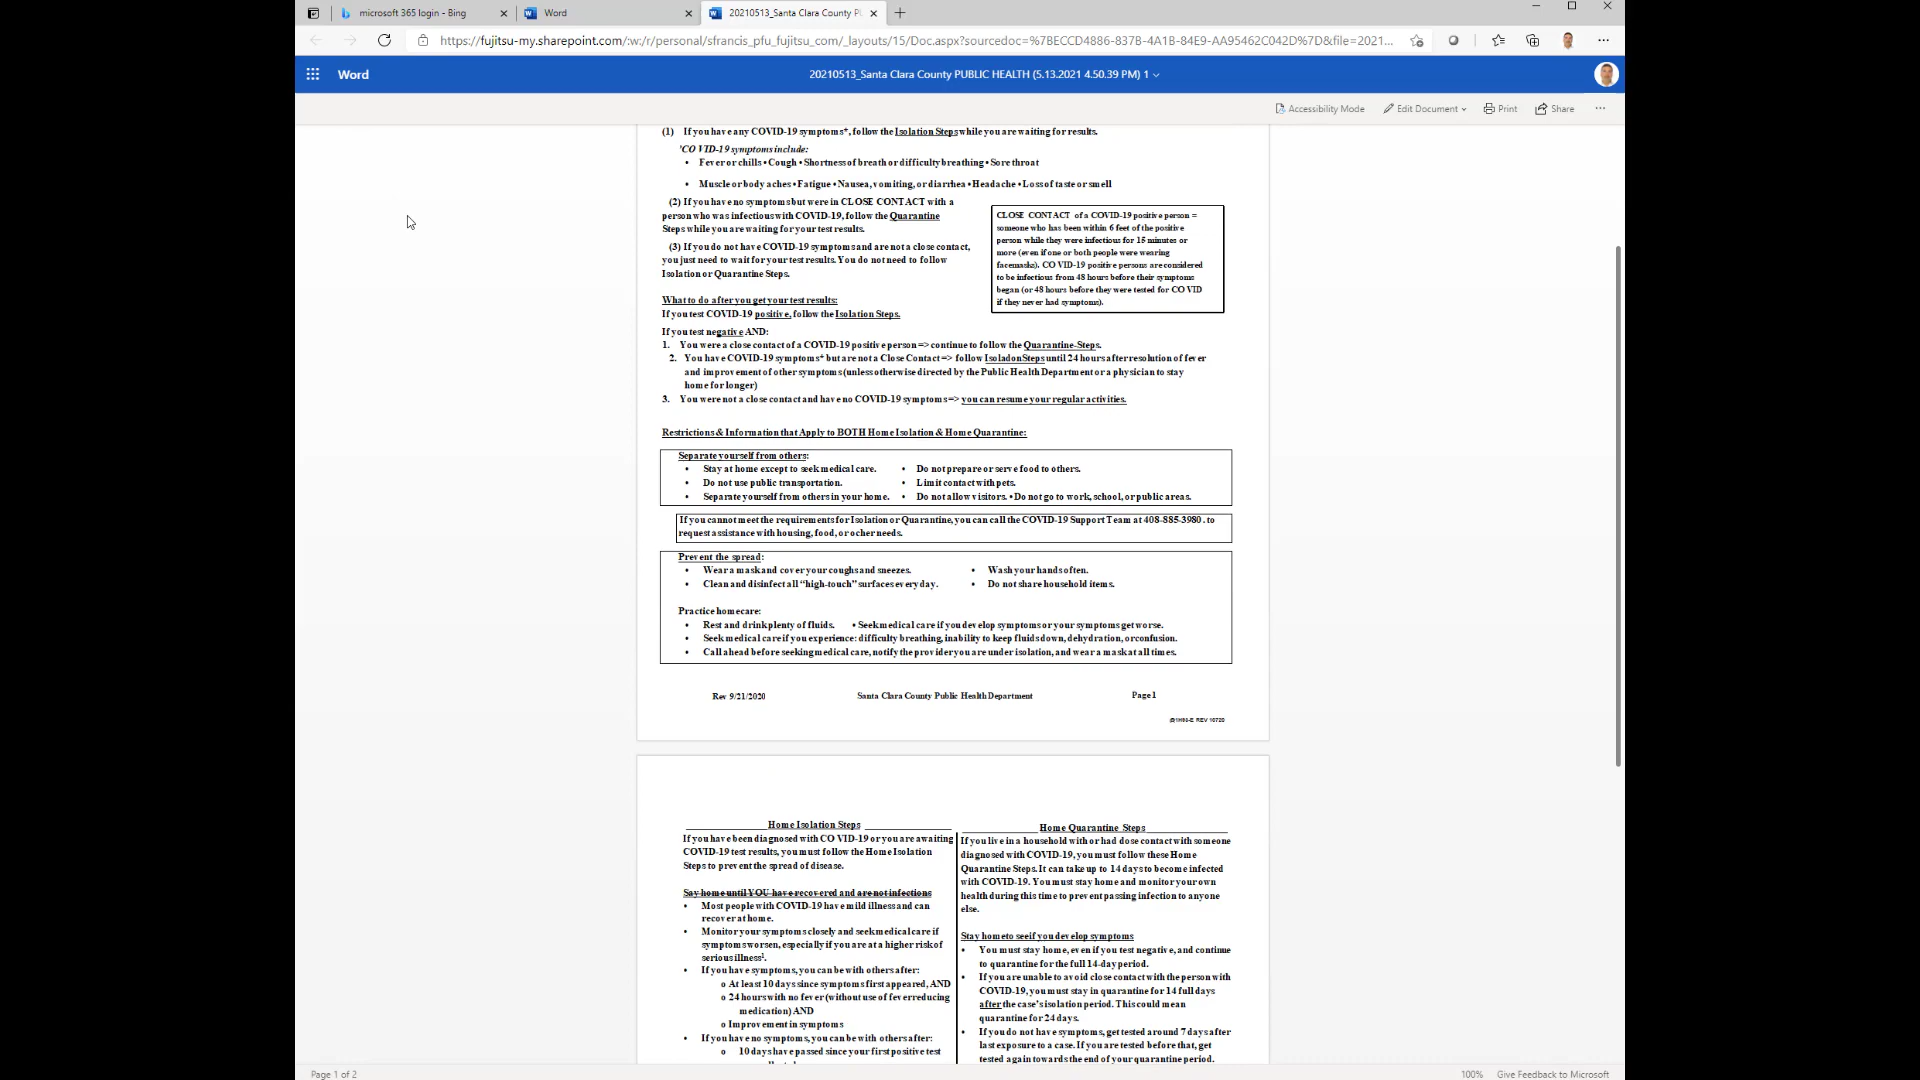 microsoft 365 login - Bing
Word
20210513_Santa Clara County P
https://fujitsu-my.sharepoint.com/:w:/r/personal/sfrancis_pfu_fujitsu_com/_layouts/15/Doc.aspx?sourcedoc=%7BECCD4886-837B-4A1B-84E9-AA95462C042D%7D&file=2021...
Word
20210513_Santa Clara County PUBLIC HEALTH (5.13.2021 4.50.39 PM) 1
Accessibility Mode
Edit Document
Print
Share
(1) If you have any COVID-19 symptoms*, follow the Isolation Steps while you are waiting for results.
'CO VID-19 symptoms include:
• Fever or chills • Cough • Shortness of breath or difficulty breathing • Sore throat
• Muscle or body aches • Fatigue • Nausea, vomiting, or diarrhea • Headache • Loss of taste or smell
(2) If you have no symptoms but were in CLOSE CONTACT with a
person who was infectious with COVID-19, follow the Quarantine
Steps while you are waiting for your test results.
(3) If you do not have COVID-19 symptoms and are not a close contact,
you just need to wait for your test results. You do not need to follow
Isolation or Quarantine Steps.
CLOSE CONTACT of a COVID-19 positive person =
someone who has been within 6 feet of the positive
person while they were infectious for 15 minutes or
more (even if one or both people were wearing
facemasks). CO VID-19 positive persons are considered
to be infectious from 48 hours before their symptoms
began (or 48 hours before they were tested for CO VID
if they never had symptoms).
What to do after you get your test results:
If you test COVID-19 positive, follow the Isolation Steps.
If you test negative AND:
1. You were a close contact of a COVID-19 positive person => continue to follow the Quarantine-Steps.
2. You have COVID-19 symptoms* but are not a Close Contact => follow IsoladonSteps until 24 hours after resolution of fever
and improvement of other symptoms (unless otherwise directed by the Public Health Department or a physician to stay
home for longer)
3. You were not a close contact and have no COVID-19 symptoms => you can resume your regular activities.
Restrictions & Information that Apply to BOTH Home Isolation & Home Quarantine:
Separate yourself from others:
• Stay at home except to seek medical care.
• Do not use public transportation.
• Separate yourself from others in your home.
• Do not prepare or serve food to others.
• Limit contact with pets.
• Do not allow visitors. • Do not go to work, school, or public areas.
If you cannot meet the requirements for Isolation or Quarantine, you can call the COVID-19 Support Team at 408-885-3980. to
request assistance with housing, food, or ocher needs.
Prevent the spread:
• Wear a mask and cover your coughs and sneezes.
• Clean and disinfect all “high-touch” surfaces every day.
• Wash your hands often.
• Do not share household items.
Practice homecare:
• Rest and drink plenty of fluids. • Seek medical care if you develop symptoms or your symptoms get worse.
• Seek medical care if you experience: difficulty breathing, inability to keep fluids down, dehydration, or confusion.
• Call ahead before seeking medical care, notify the provider you are under isolation, and wear a mask at all times.
Rev 9/21/2020
Santa Clara County Public Health Department
Page 1
REV 10720
Home Isolation Steps
If you have been diagnosed with CO VID-19 or you are awaiting
COVID-19 test results, you must follow the Home Isolation
Steps to prevent the spread of disease.
Say home until YOU have recovered and are not infections
• Most people with COVID-19 have mild illness and can
recover at home.
• Monitor your symptoms closely and seek medical care if
symptoms worsen, especially if you are at a higher risk of
serious illness¹.
• If you have symptoms, you can be with others after:
o At least 10 days since symptoms first appeared, AND
o 24 hours with no fever (without use of fever reducing
medication) AND
o Improvement in symptoms
• If you have no symptoms, you can be with others after:
o 10 days have passed since your first positive test
Home Quarantine Steps
If you live in a household with or had dose contact with someone
diagnosed with COVID-19, you must follow these Home
Quarantine Steps. It can take up to 14 days to become infected
with COVID-19. You must stay home and monitor your own
health during this time to prevent passing infection to anyone
else.
Stay home to see if you develop symptoms
• You must stay home, even if you test negative, and continue
to quarantine for the full 14-day period.
• If you are unable to avoid close contact with the person with
COVID-19, you must stay in quarantine for 14 full days
after the case's isolation period. This could mean
quarantine for 24 days.
• If you do not have symptoms, get tested around 7 days after
last exposure to a case. If you are tested before that, get
tested again towards the end of your quarantine period.
Page 1 of 2
100%
Give Feedback to Microsoft